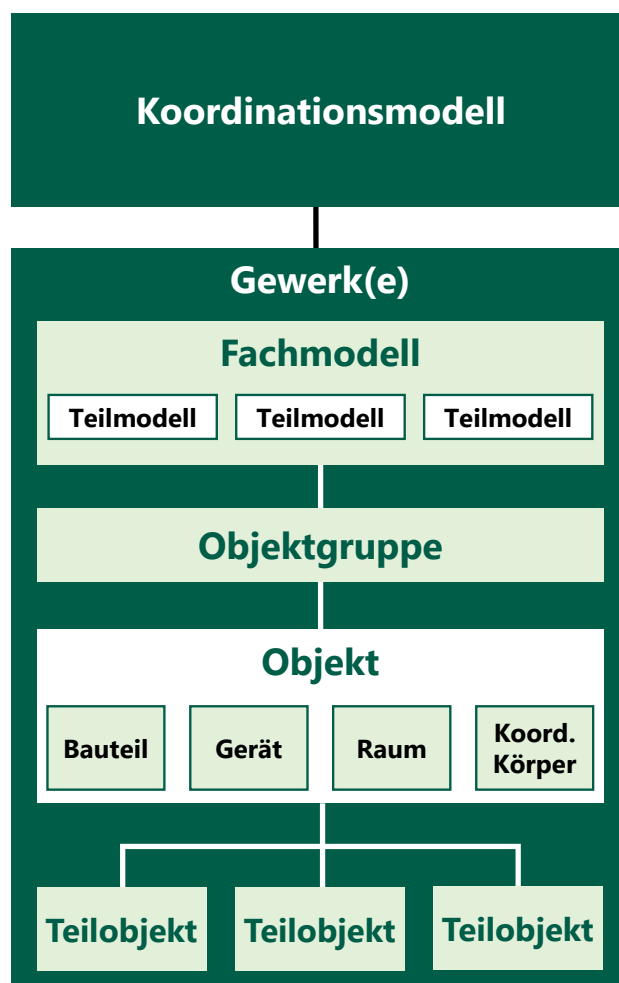 Koordinationsmodell
Gewerk(e)
Fachmodell
Teilmodell Teilmodell Teilmodell
Objektgruppe
Objekt
Bauteil Gerät Raum Koord.
Körper
Teilobjekt Teilobjekt Teilobjekt